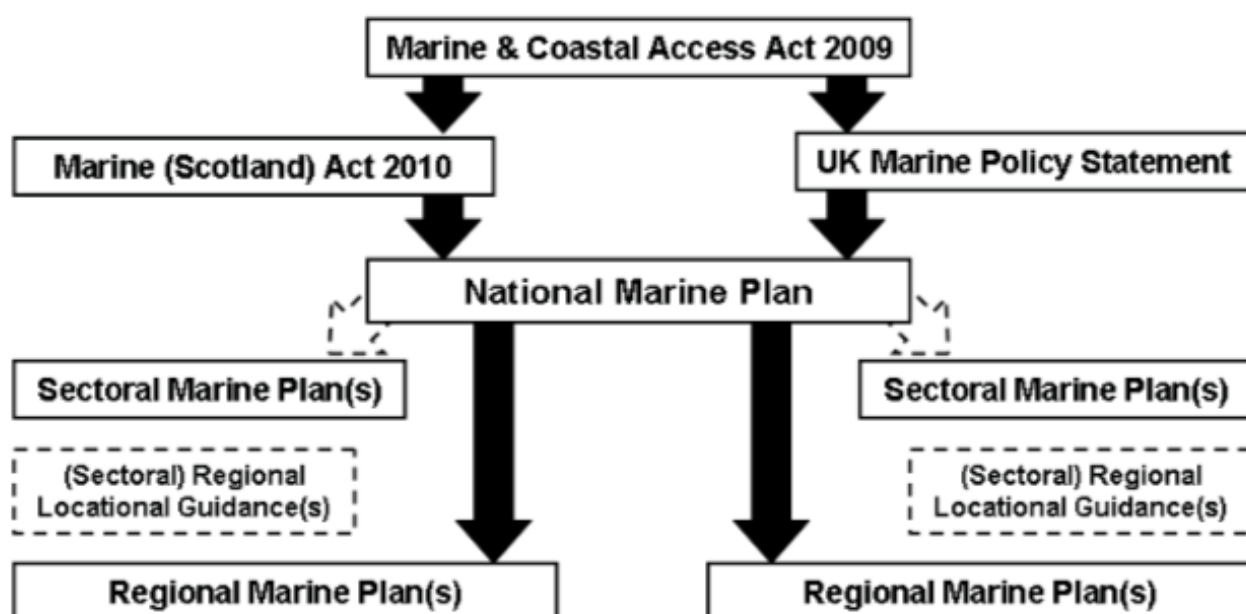 Marine & Coastal Access Act 2009
Marine (Scotland) Act 2010
UK Marine Policy Statement
National Marine Plan
Sectoral Marine Plan(s)
Sectoral Marine Plan(s)
(Sectoral) Regional
Locational Guidance(s)
(Sectoral) Regional
Locational Guidance(s)
Regional Marine Plan(s)
Regional Marine Plan(s)